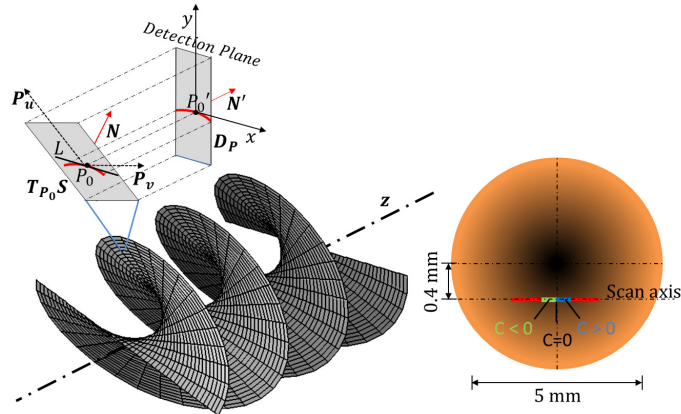 y
Detection Plane
P_u
P_0'
N'
N
x
L
D_P
P_0
P_v
T_{P_0}S
z
0.4 mm
Scan axis
C < 0
C > 0
C=0
5 mm